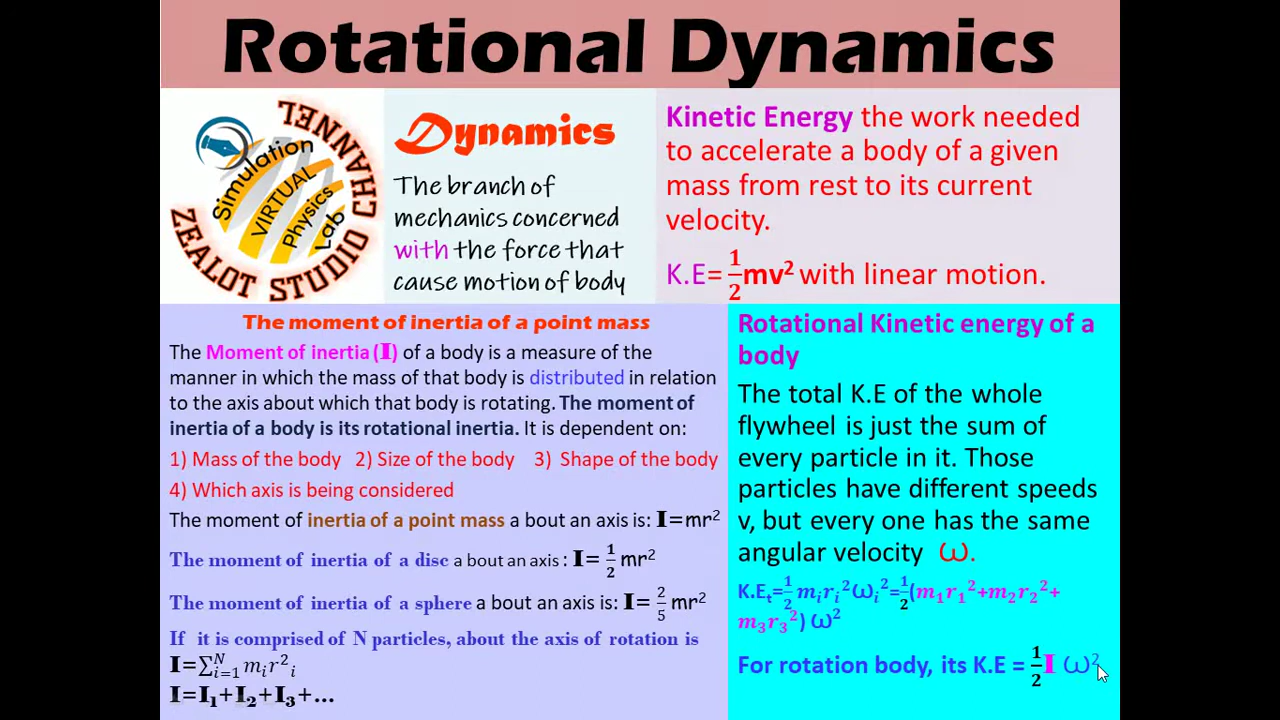 Rotational Dynamics
ZEALOT STUDIO CHANNEL
Simulation
VIRTUAL
Physics
Lab
Dynamics
The branch of
mechanics concerned
with the force that
cause motion of body
Kinetic Energy the work needed
to accelerate a body of a given
mass from rest to its current
velocity.
K.E=½mv² with linear motion.
The moment of inertia of a point mass
The Moment of inertia (I) of a body is a measure of the
manner in which the mass of that body is distributed in relation
to the axis about which that body is rotating. The moment of
inertia of a body is its rotational inertia. It is dependent on:
1) Mass of the body 2) Size of the body 3) Shape of the body
4) Which axis is being considered
The moment of inertia of a point mass a bout an axis is: I=mr²
The moment of inertia of a disc a bout an axis : I= ½ mr²
The moment of inertia of a sphere a bout an axis is: I= 2/5 mr²
If it is comprised of N particles, about the axis of rotation is
I=∑ᵢ₌₁ᴺ mᵢr²ᵢ
I=I₁+I₂+I₃+...
Rotational Kinetic energy of a
body
The total K.E of the whole
flywheel is just the sum of
every particle in it. Those
particles have different speeds
v, but every one has the same
angular velocity ω.
K.Eₜ=½ mᵢrᵢ²ωᵢ²=½(m₁r₁²+m₂r₂²+
m₃r₃²) ω²
For rotation body, its K.E = ½ I ω²